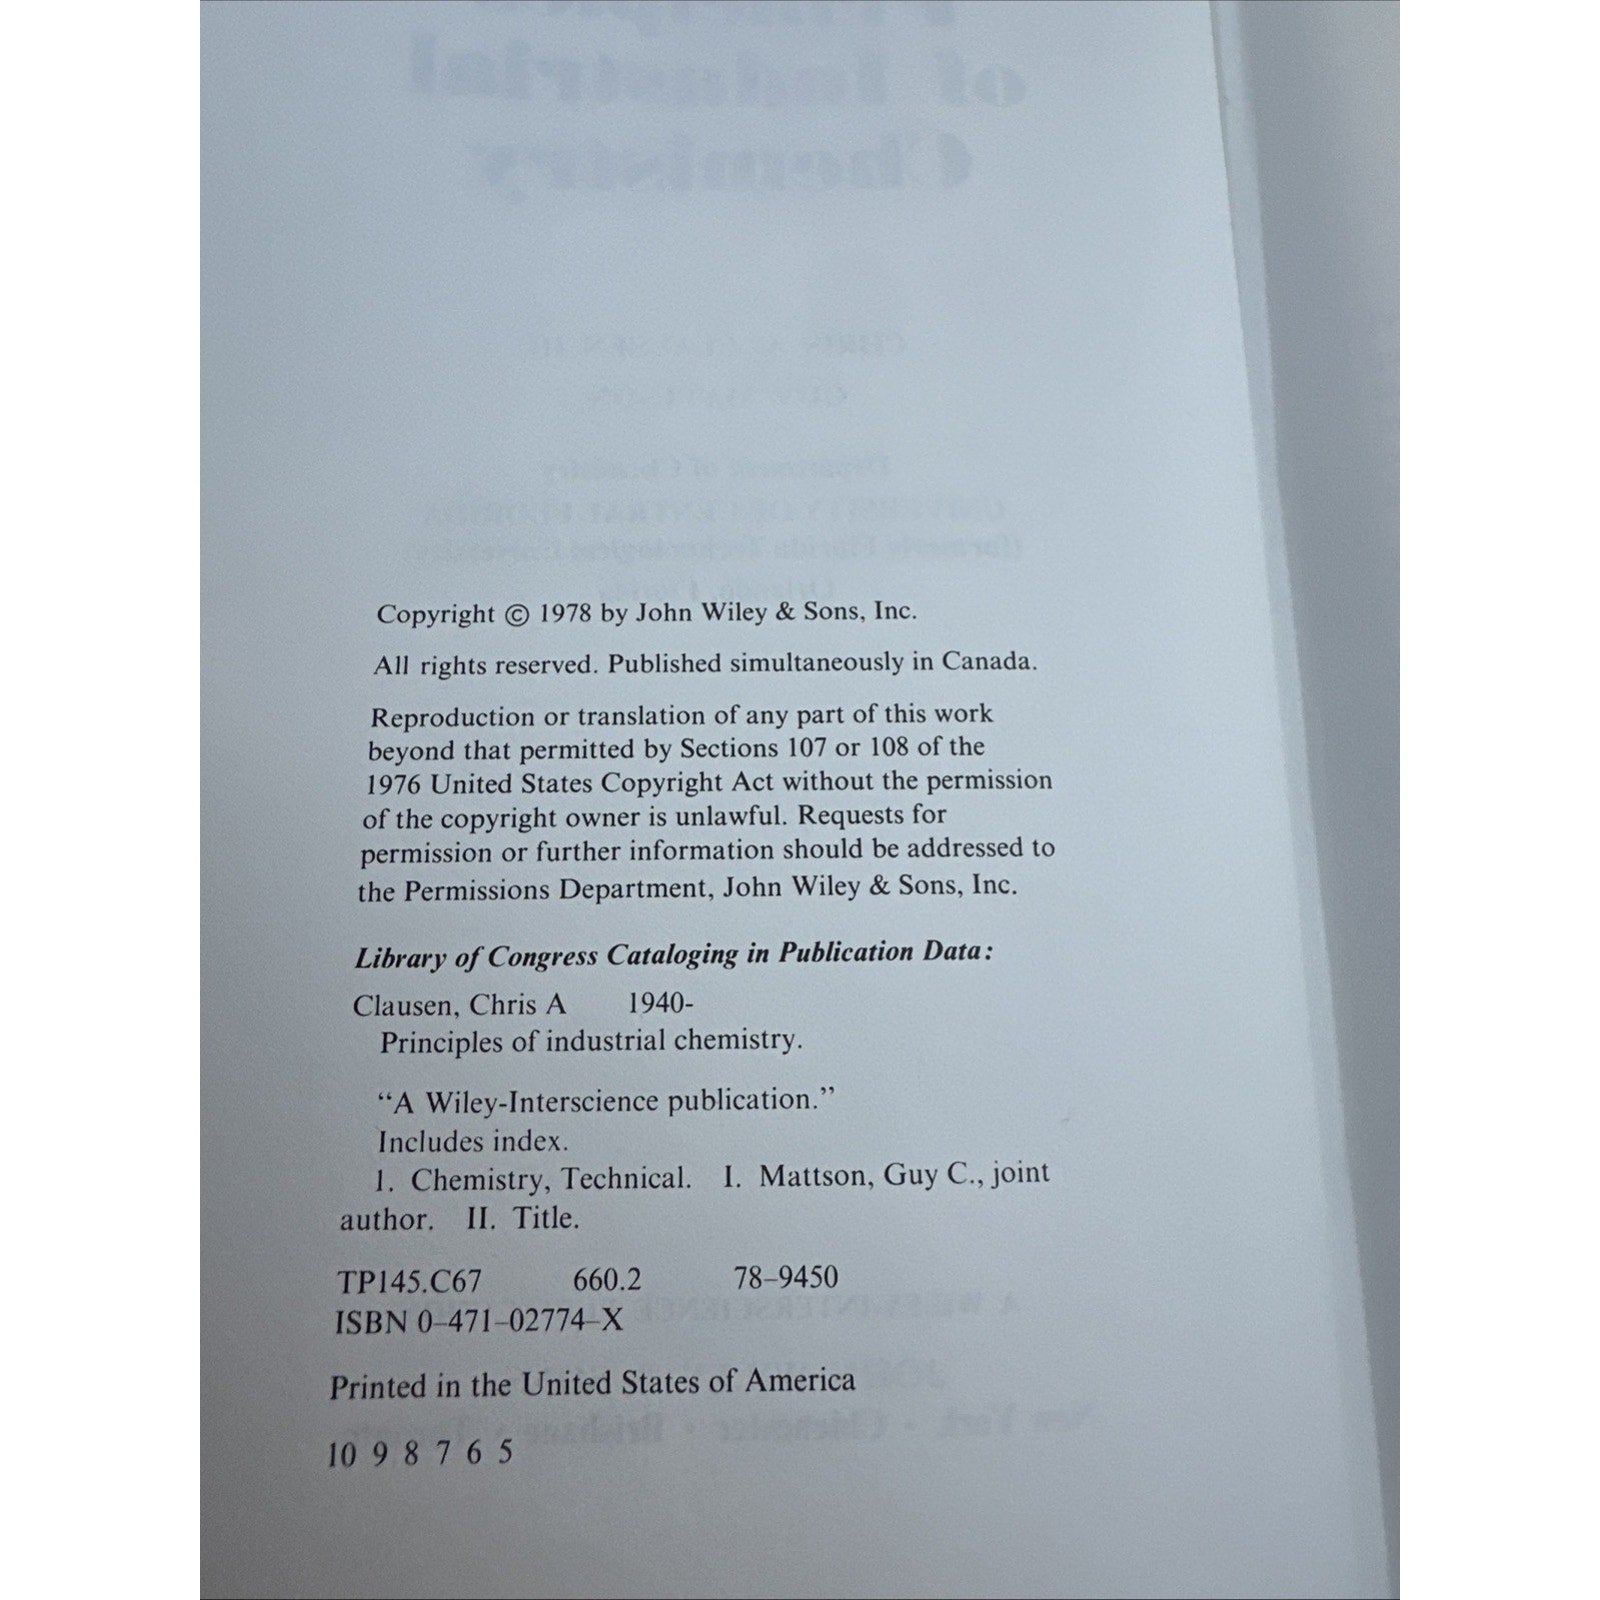 Copyright © 1978 by John Wiley & Sons, Inc.
All rights reserved. Published simultaneously in Canada.
Reproduction or translation of any part of this work
beyond that permitted by Sections 107 or 108 of the
1976 United States Copyright Act without the permission
of the copyright owner is unlawful. Requests for
permission or further information should be addressed to
the Permissions Department, John Wiley & Sons, Inc.
Library of Congress Cataloging in Publication Data:
Clausen, Chris A 1940-
Principles of industrial chemistry.
“A Wiley-Interscience publication.”
Includes index.
1. Chemistry, Technical. I. Mattson, Guy C., joint
author. II. Title.
TP145.C67 660.2 78–9450
ISBN 0–471–02774–X
Printed in the United States of America
10 9 8 7 6 5